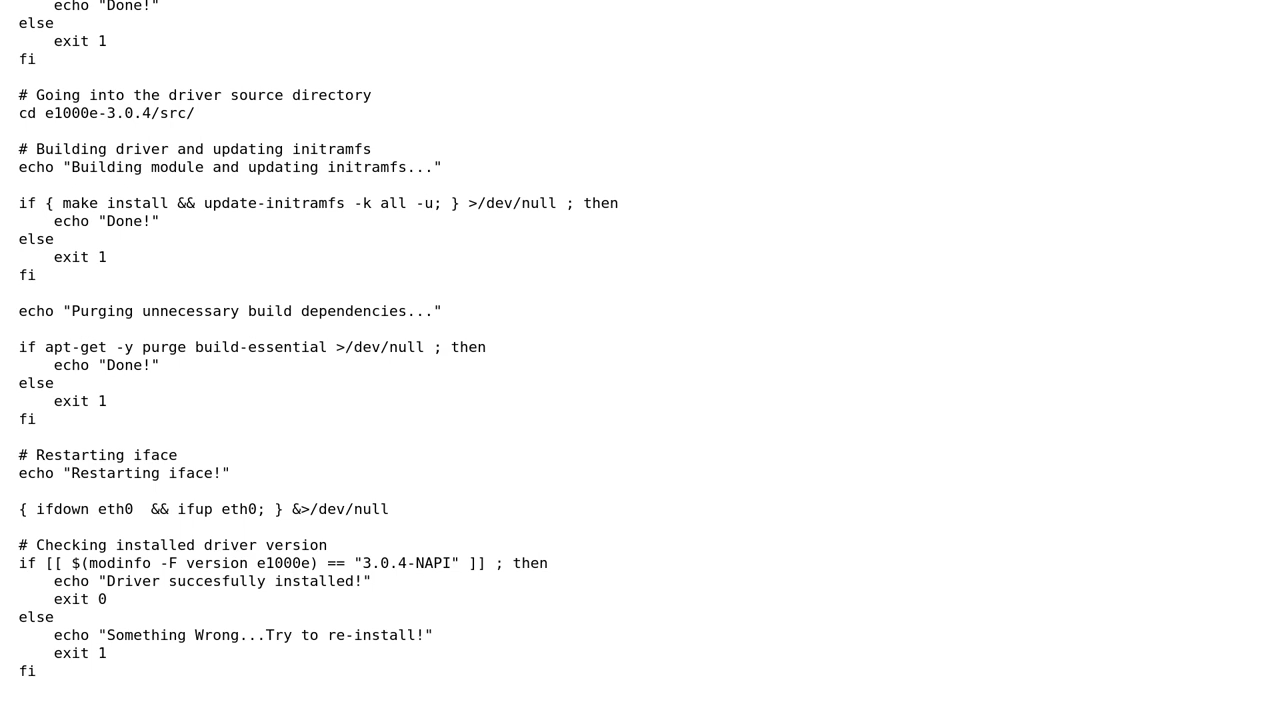 echo "Done!"
else
    exit 1
fi

# Going into the driver source directory
cd e1000e-3.0.4/src/

# Building driver and updating initramfs
echo "Building module and updating initramfs..."

if { make install && update-initramfs -k all -u; } >/dev/null ; then
    echo "Done!"
else
    exit 1
fi

echo "Purging unnecessary build dependencies..."

if apt-get -y purge build-essential >/dev/null ; then
    echo "Done!"
else
    exit 1
fi

# Restarting iface
echo "Restarting iface!"

{ ifdown eth0  && ifup eth0; } &>/dev/null

# Checking installed driver version
if [[ $(modinfo -F version e1000e) == "3.0.4-NAPI" ]] ; then
    echo "Driver succesfully installed!"
    exit 0
else
    echo "Something Wrong...Try to re-install!"
    exit 1
fi